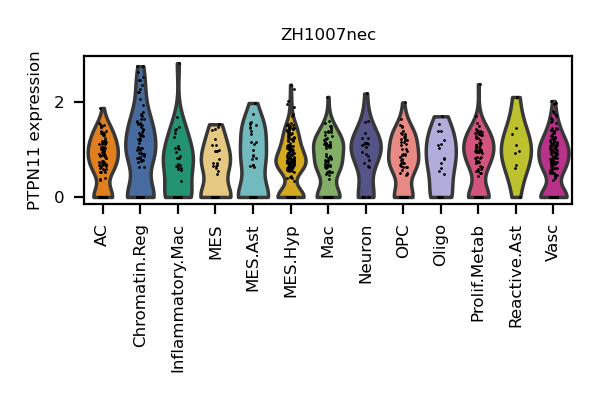 ZH1007nec
PTPN11 expression
2
0
AC
Chromatin.Reg
Inflammatory.Mac
MES
MES.Ast
MES.Hyp
Mac
Neuron
OPC
Oligo
Prolif.Metab
Reactive.Ast
Vasc